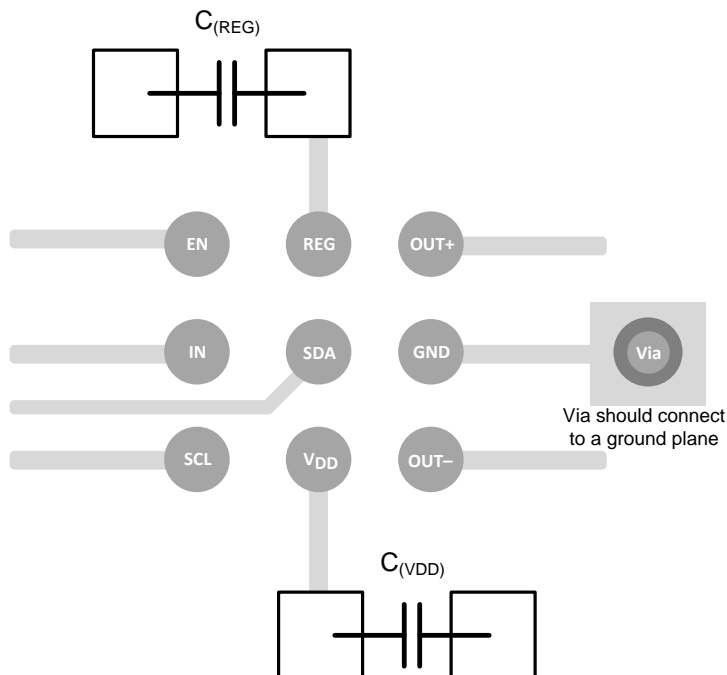 C(REG)
EN REG OUT+
IN SDA GND Via
Via should connect
to a ground plane
SCL VDD OUT–
C(VDD)